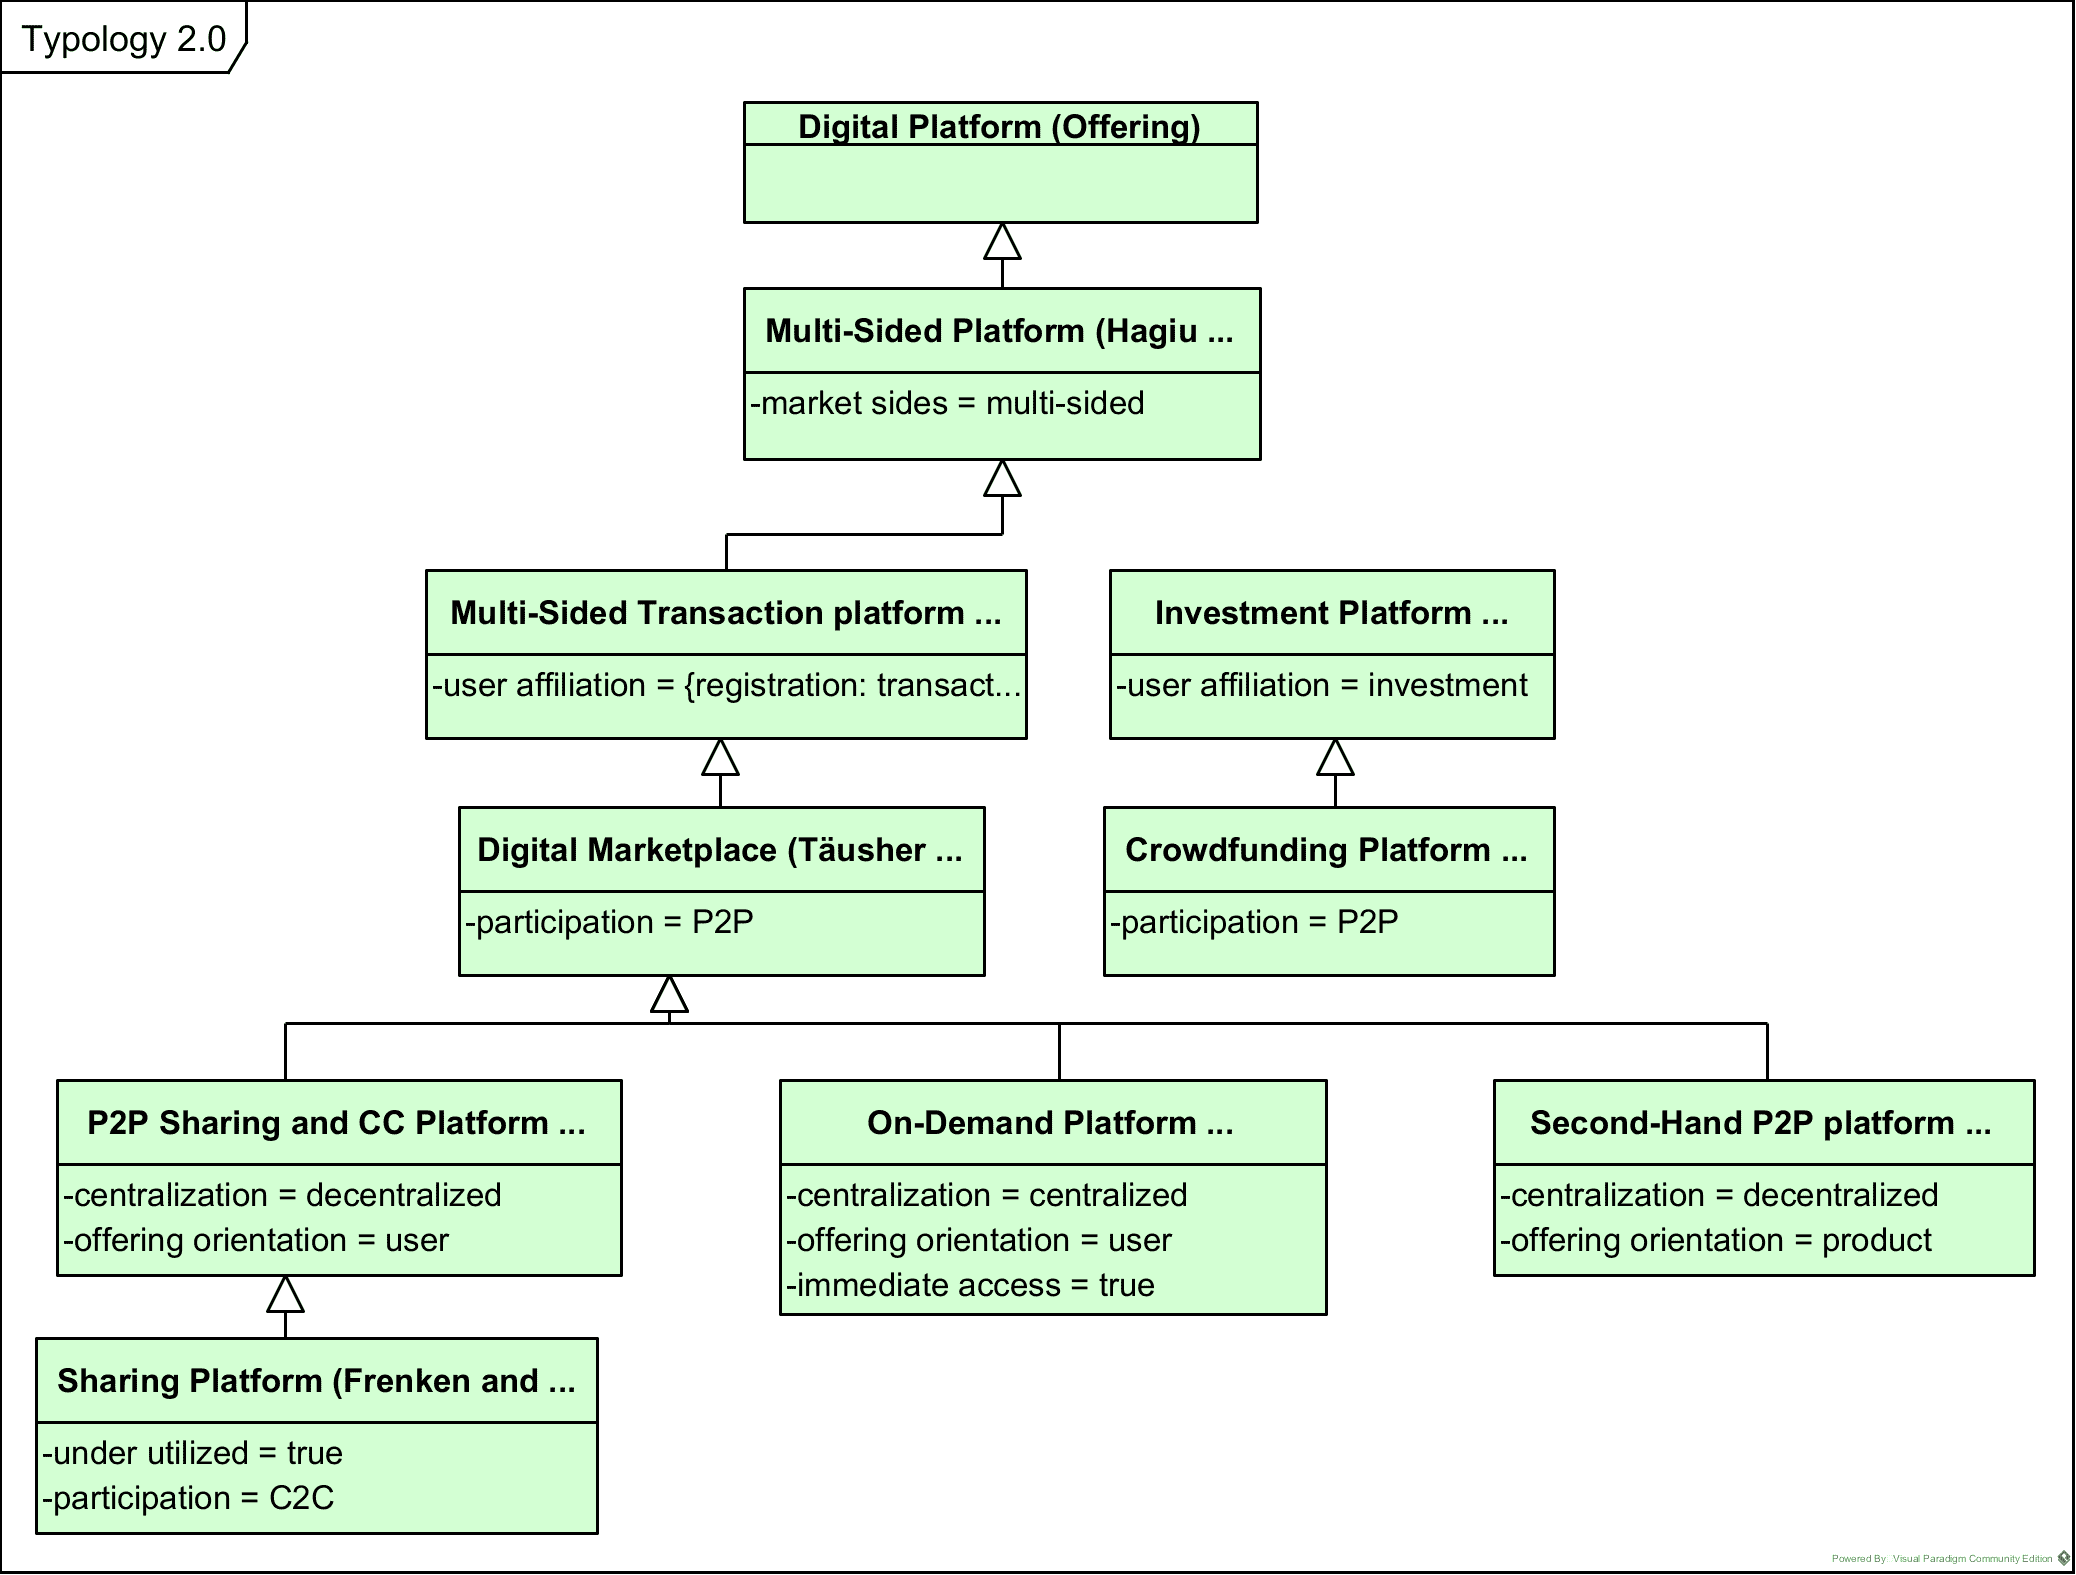 Typology 2.0
Digital Platform (Offering)
Multi-Sided Platform (Hagiu ...
-market sides = multi-sided
Multi-Sided Transaction platform ...
-user affiliation = {registration: transact...
Investment Platform ...
-user affiliation = investment
Digital Marketplace (Täusher ...
-participation = P2P
Crowdfunding Platform ...
-participation = P2P
P2P Sharing and CC Platform ...
-centralization = decentralized
-offering orientation = user
On-Demand Platform ...
-centralization = centralized
-offering orientation = user
-immediate access = true
Second-Hand P2P platform ...
-centralization = decentralized
-offering orientation = product
Sharing Platform (Frenken and ...
-under utilized = true
-participation = C2C
Powered By: Visual Paradigm Community Edition